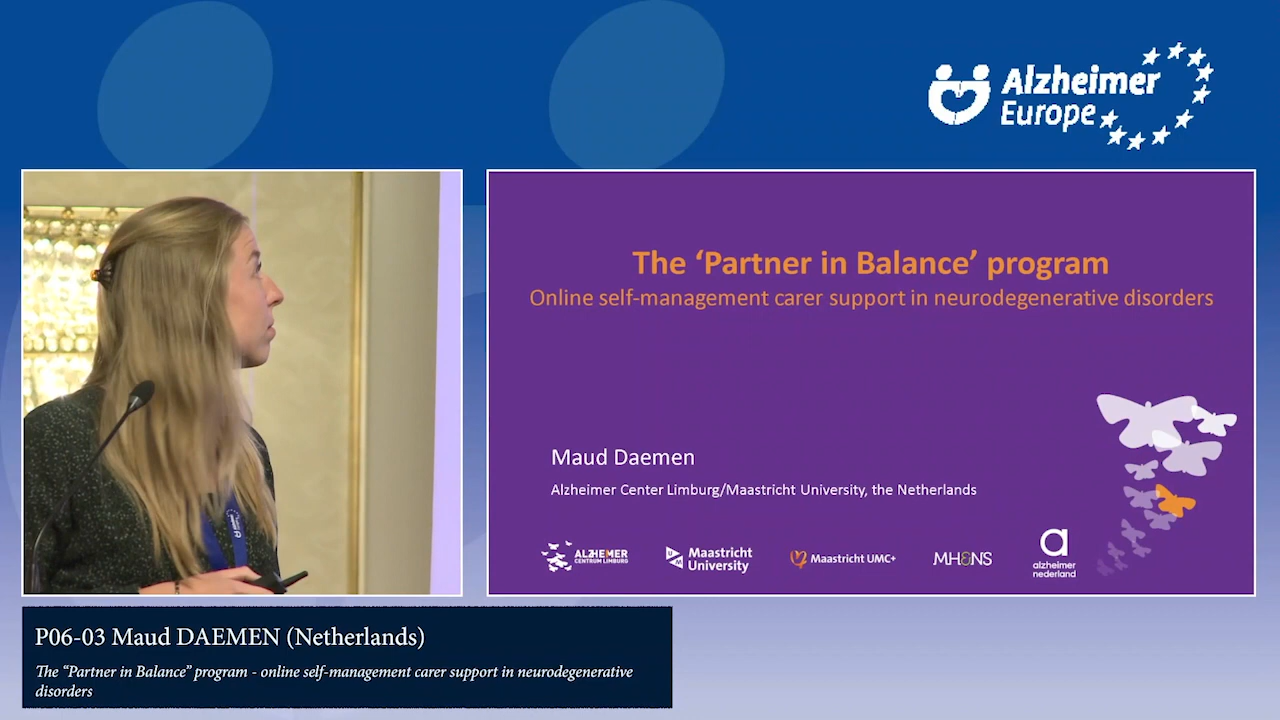 Alzheimer
Europe
The ‘Partner in Balance’ program
Online self-management carer support in neurodegenerative disorders
Maud Daemen
Alzheimer Center Limburg/Maastricht University, the Netherlands
ALZHEIMER
CENTRUM LIMBURG
Maastricht
University
Maastricht UMC+
MH&NS
alzheimer
nederland
P06-03 Maud DAEMEN (Netherlands)
The “Partner in Balance” program - online self-management carer support in neurodegenerative
disorders